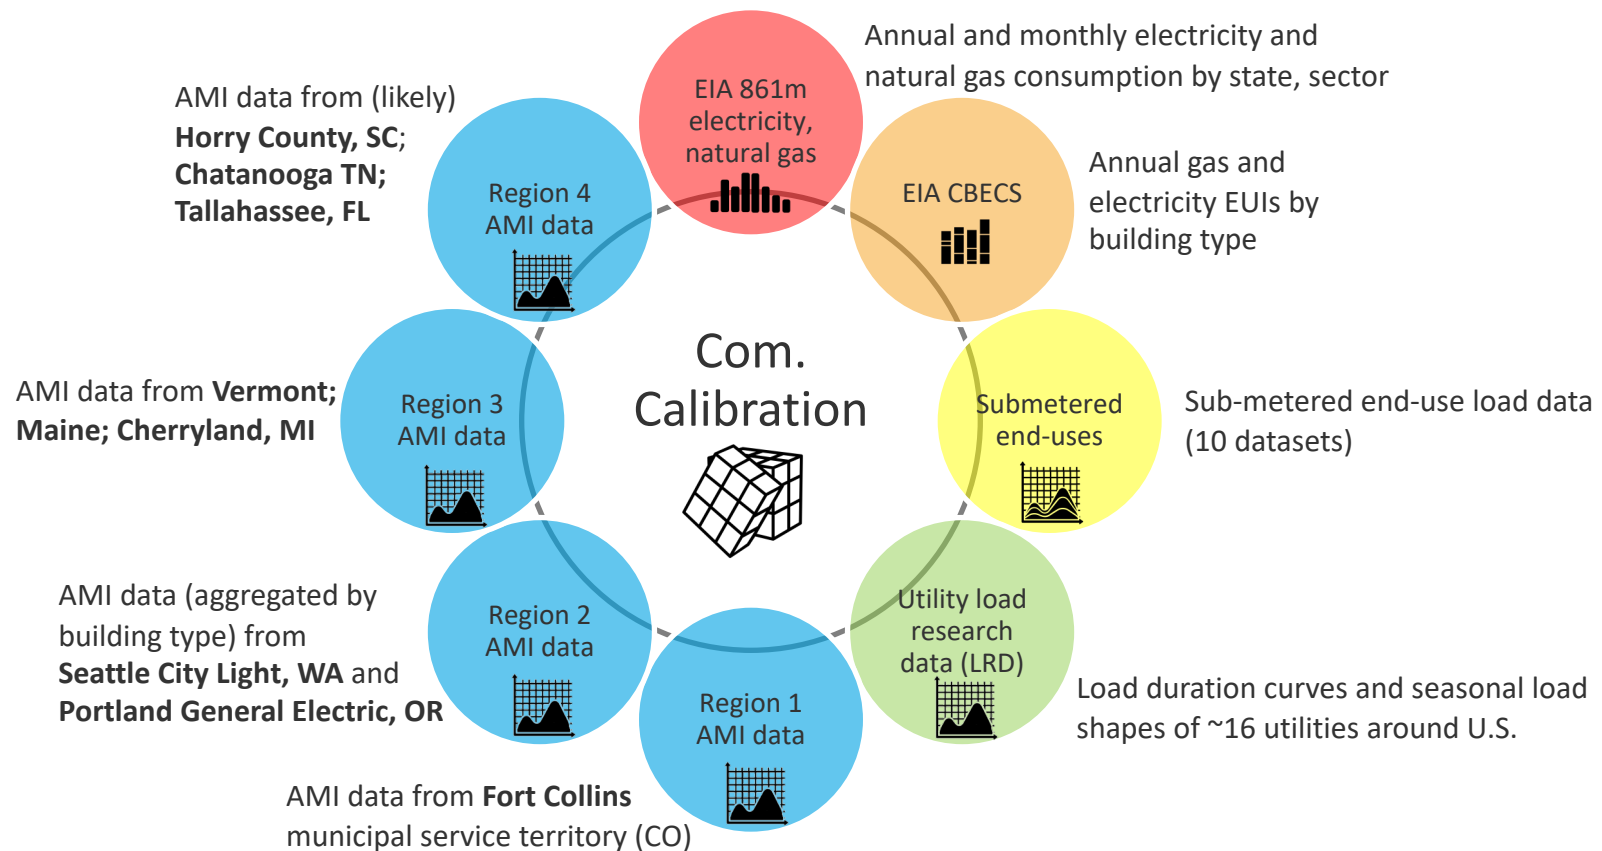 EIA 861m
electricity,
natural gas
Annual and monthly electricity and
natural gas consumption by state, sector
EIA CBECS
Annual gas and
electricity EUIs by
building type
Submetered
end-uses
Sub-metered end-use load data
(10 datasets)
Utility load
research
data (LRD)
Load duration curves and seasonal load
shapes of ~16 utilities around U.S.
Region 1
AMI data
AMI data from Fort Collins
municipal service territory (CO)
Region 2
AMI data
AMI data (aggregated by
building type) from
Seattle City Light, WA and
Portland General Electric, OR
Region 3
AMI data
AMI data from Vermont;
Maine; Cherryland, MI
Region 4
AMI data
AMI data from (likely)
Horry County, SC;
Chatanooga TN;
Tallahassee, FL
Com.
Calibration